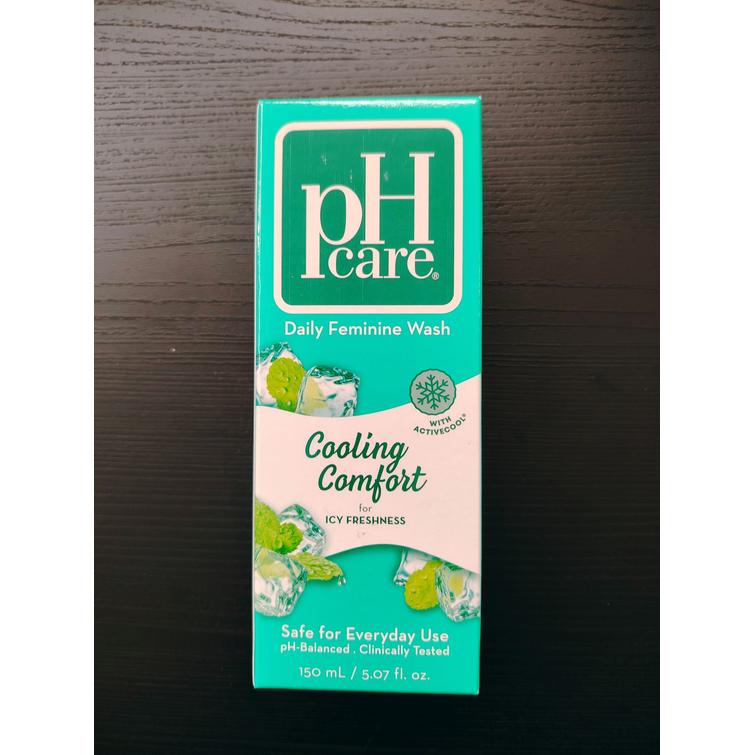 pH
care®
Daily Feminine Wash
WITH
ACTIVECOOL®
Cooling
Comfort
for
ICY FRESHNESS
Safe for Everyday Use
pH-Balanced . Clinically Tested
150 mL / 5.07 fl. oz.